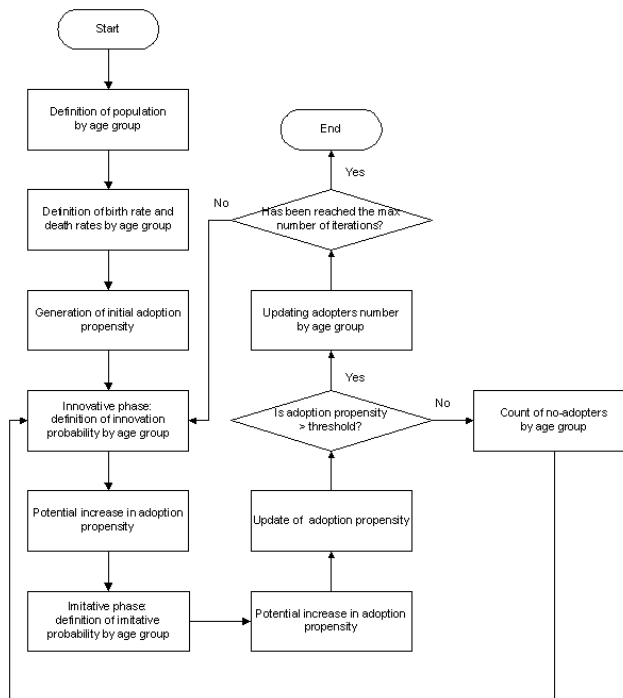 Start
Definition of population
by age group
Definition of birth rate and
death rates by age group
Generation of initial adoption
propensity
Innovative phase:
definition of innovation
probability by age group
Potential increase in adoption
propensity
Imitative phase:
definition of imitative
probability by age group
Potential increase in adoption
propensity
Update of adoption propensity
Is adoption propensity
> threshold?
Yes
No
Count of no-adopters
by age group
Updating adopters number
by age group
Has been reached the max
number of iterations?
No
Yes
End